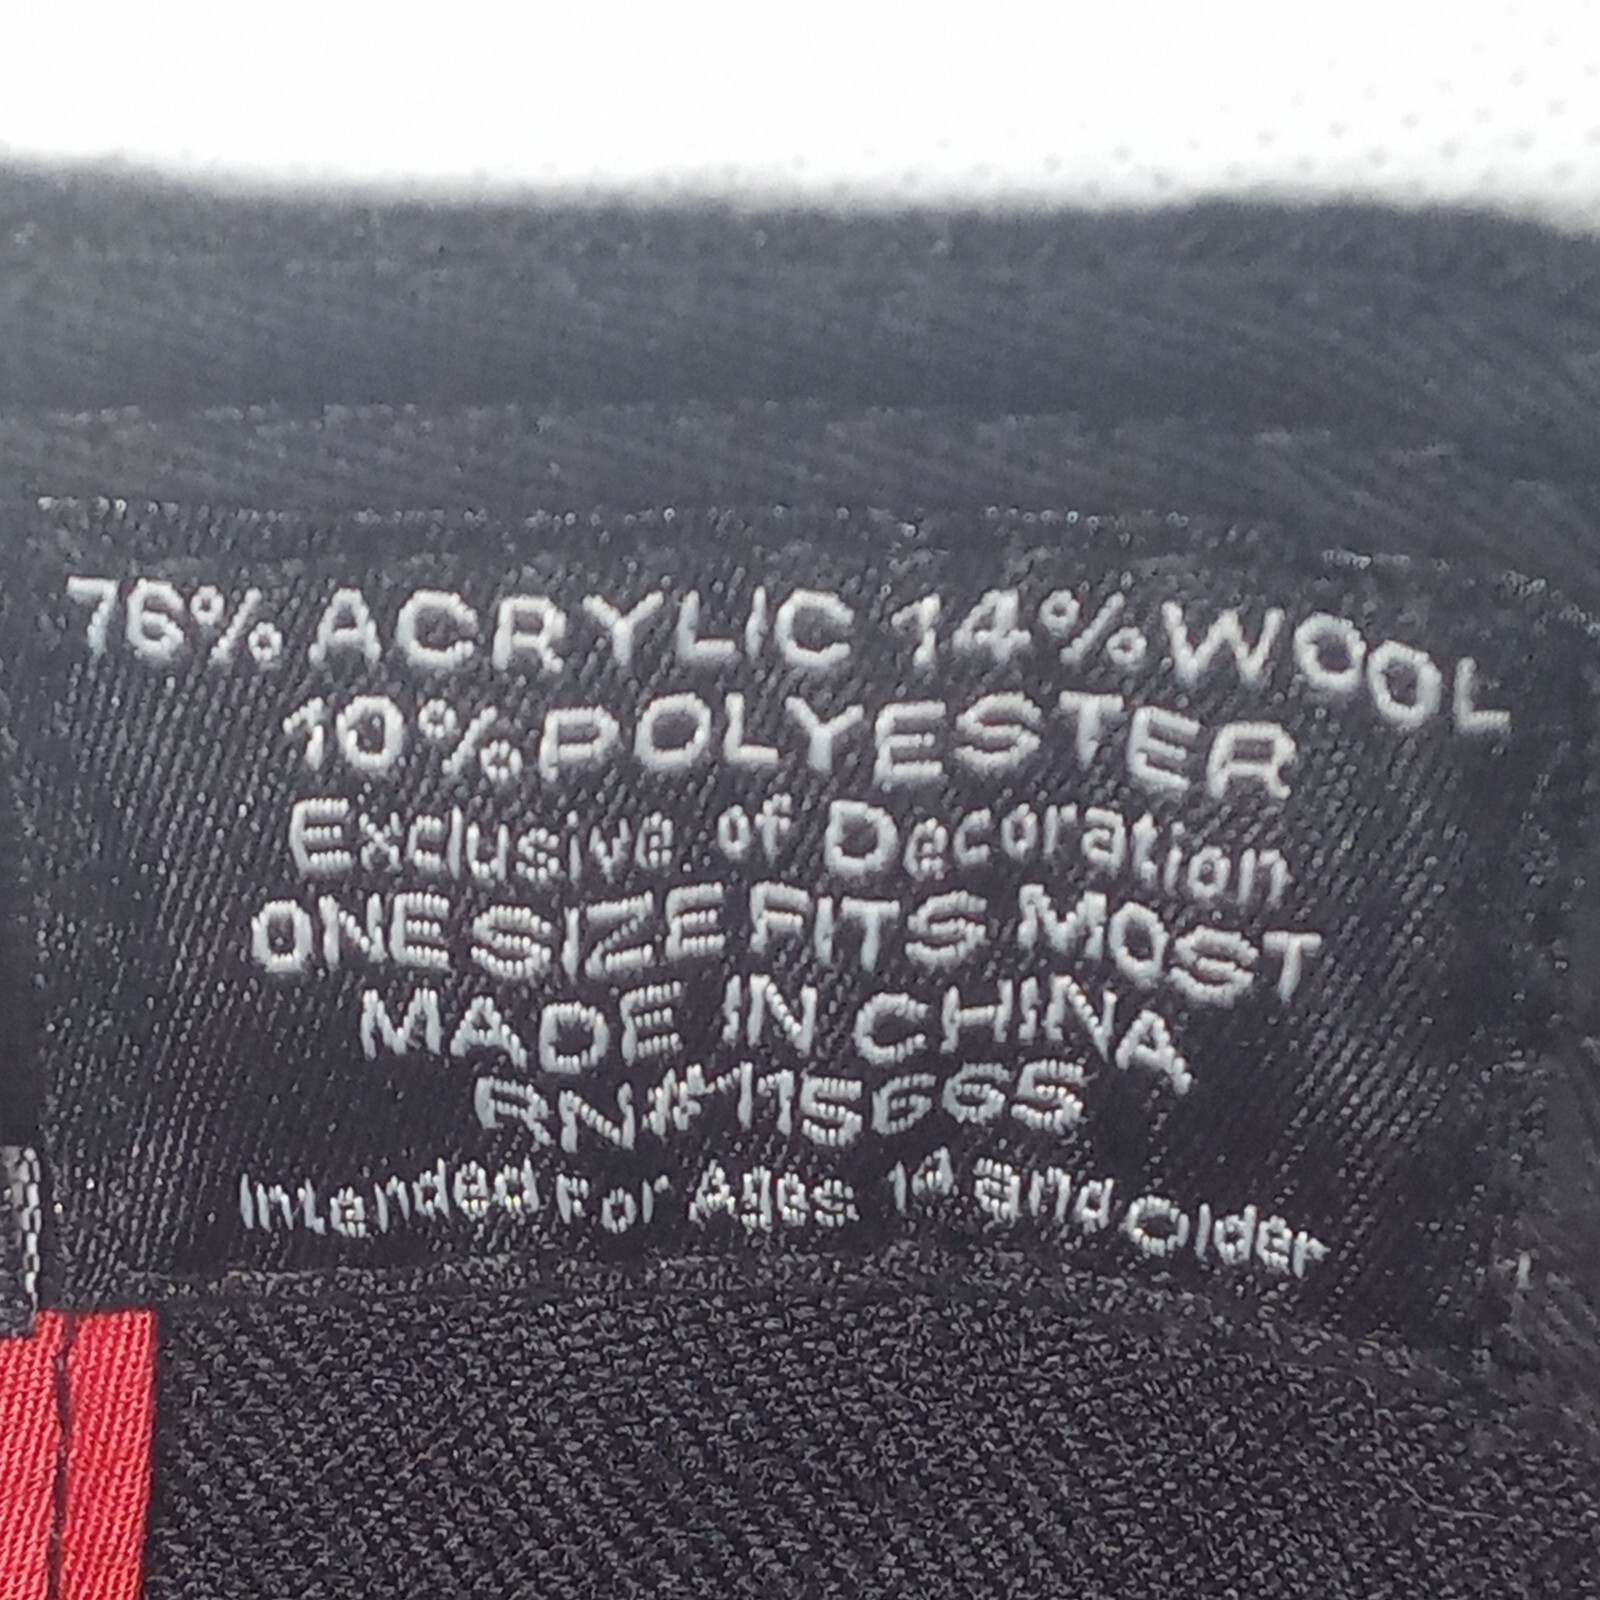 76% ACRYLIC 14% WOOL
10% POLYESTER
Exclusive of Decoration
ONE SIZE FITS MOST
MADE IN CHINA
RN#115665
Intended For Ages 14 and Older